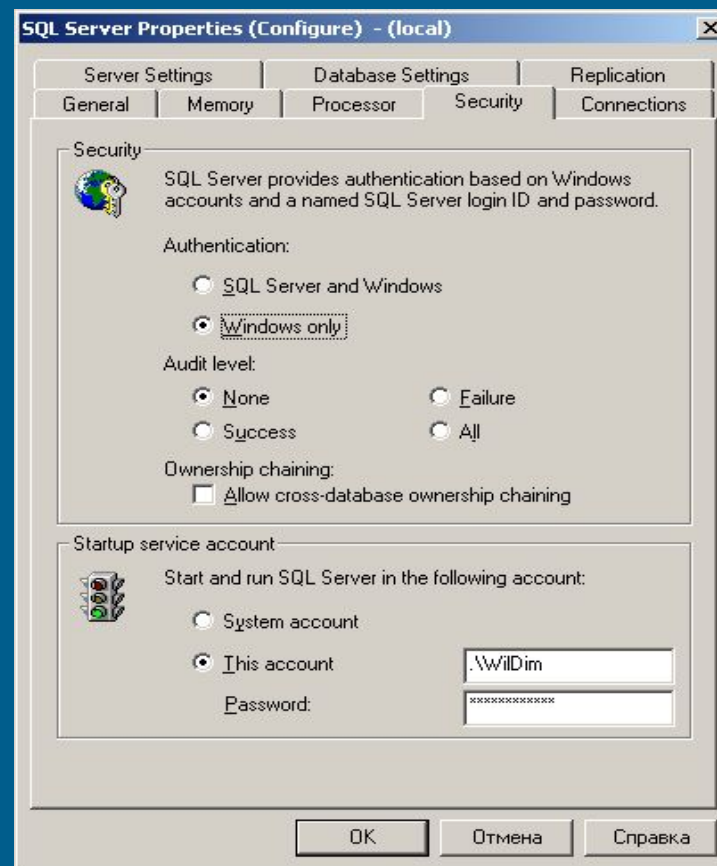 SQL Server Properties (Configure) - (local)
Server Settings
Database Settings
Replication
General
Memory
Processor
Security
Connections
Security
SQL Server provides authentication based on Windows
accounts and a named SQL Server login ID and password.
Authentication:
SQL Server and Windows
Windows only
Audit level:
None
Failure
Success
All
Ownership chaining:
Allow cross-database ownership chaining
Startup service account
Start and run SQL Server in the following account:
System account
This account
.\WilDim
Password:
************
OK
Отмена
Справка